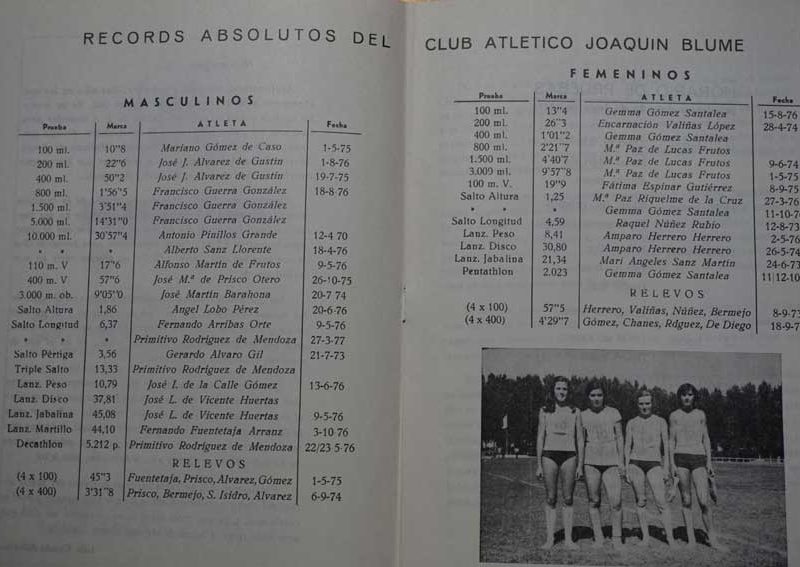 RECORDS ABSOLUTOS DEL CLUB ATLETICO JOAQUIN BLUME
MASCULINOS
Prueba Marca ATLETA Fecha
100 ml. 10"8 Mariano Gómez de Caso 1-5-75
200 ml. 22"6 José J. Alvarez de Gustin 1-8-76
400 ml. 50"2 José J. Alvarez de Gustin 19-7-75
800 ml. 1'56"5 Francisco Guerra González 18-8-76
1.500 ml. 3'51"4 Francisco Guerra González
5.000 ml. 14'31"0 Francisco Guerra González
10.000 ml. 30'57"4 Antonio Pinillos Grande 12-4 70
" " " Alberto Sanz Llorente 18-4-76
110 m. V 17"6 Alfonso Martin de Frutos 9-5-76
400 m. V 57"6 José M.ª de Prisco Otero 26-10-75
3.000 m. ob. 9'05"0 José Martin Barahona 20-7 74
Salto Altura 1,86 Angel Lobo Pérez 20-6-76
Salto Longitud 6,37 Fernando Arribas Orte 9-5-76
" " " Primitivo Rodríguez de Mendoza 27-3-77
Salto Pértiga 3,56 Gerardo Alvaro Gil 21-7-73
Triple Salto 13,33 Primitivo Rodríguez de Mendoza
Lanz. Peso 10,79 José I. de la Calle Gómez 13-6-76
Lanz. Disco 37,81 José L. de Vicente Huertas
Lanz. Jabalina 45,08 José L. de Vicente Huertas 9-5-76
Lanz. Martillo 44,10 Fernando Fuentetaja Arranz 3-10 76
Decathlon 5.212 p. Primitivo Rodríguez de Mendoza 22/23 5-76
RELEVOS
(4 x 100) 45"3 Fuentetaja, Prisco, Alvarez, Gómez 1-5-75
(4 x 400) 3'31"8 Prisco, Bermejo, S. Isidro, Alvarez 6-9-74
FEMENINOS
Prueba Marca ATLETA Fecha
100 ml. 13"4 Gemma Gómez Santalea 15-8-76
200 ml. 26"3 Encarnación Valiñas López 28-4-74
400 ml. 1'01"2 Gemma Gómez Santalea
800 ml. 2'21"7 M.ª Paz de Lucas Frutos
1.500 ml. 4'40"7 M.ª Paz de Lucas Frutos 9-6-74
3.009 ml. 9'57"8 M.ª Paz de Lucas Frutos 1-5-76
100 m. V. 19"9 Fátima Espinar Gutiérrez 8-9-75
Salto Altura 1,25 M.ª Paz Riquelme de la Cruz 27-3-76
" " " Gemma Gómez Santalea 11-10-7
Salto Longitud 4,59 Raquel Núñez Rubio 12-8-73
Lanz. Peso 8,41 Amparo Herrero Herrero 2-5-76
Lanz. Disco 30,80 Amparo Herrero Herrero 26-5-74
Lanz. Jabalina 21,34 Mari Angeles Sanz Martin 24-6-73
Pentathlon 2.023 Gemma Gómez Santalea 11|12-10
RELEVOS
(4 x 100) 57"5 Herrero, Valiñas, Núñez, Bermejo 8-9-73
(4 x 400) 4'29"7 Gómez, Chanes, Rdguez, De Diego 18-9-7